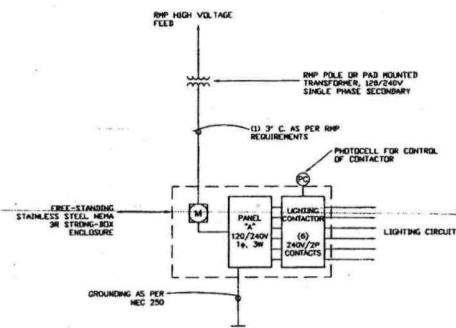 RMP HIGH VOLTAGE
FEED
RMP POLE OR PAD MOUNTED
TRANSFORMER, 120/240V
SINGLE PHASE SECONDARY
(1) 3" C. AS PER RMP
REQUIREMENTS
PHOTOCELL FOR CONTROL
OF CONTACTOR
PC
FREE-STANDING
STAINLESS STEEL NEMA
3R STRONG-BOX
ENCLOSURE
M
PANEL
"A"
120/240V
1φ, 3W
LIGHTING
CONTACTOR
(6)
240V/2P
CONTACTS
LIGHTING CIRCUIT
GROUNDING AS PER
NEC 250